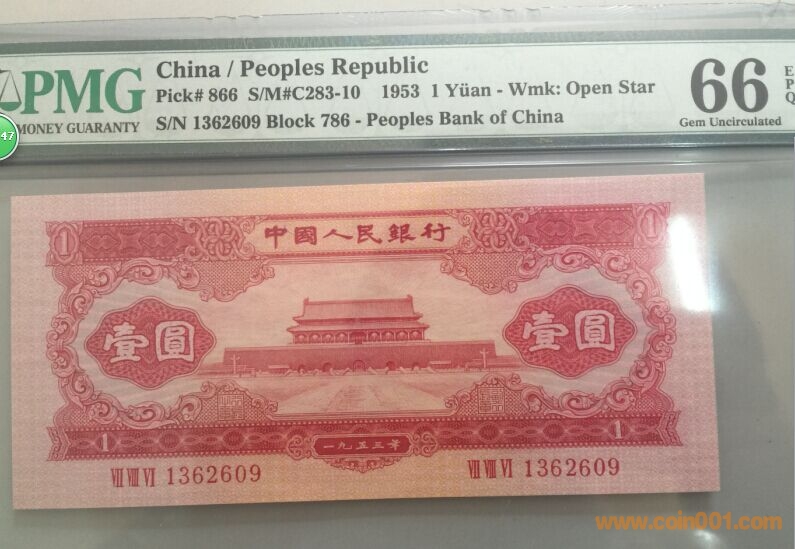 PMG
MONEY GUARANTY
47
China / Peoples Republic
Pick# 866 S/M#C283-10 1953 1 Yüan - Wmk: Open Star
S/N 1362609 Block 786 - Peoples Bank of China
66
Gem Uncirculated
E
P
Q
1
中國人民銀行
1
壹圓
壹圓
1
一九五三年
1
VII VIII VI 1362609
VII VIII VI 1362609
www.coin001.com